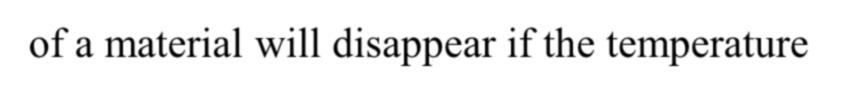 of a material will disappear if the temperature